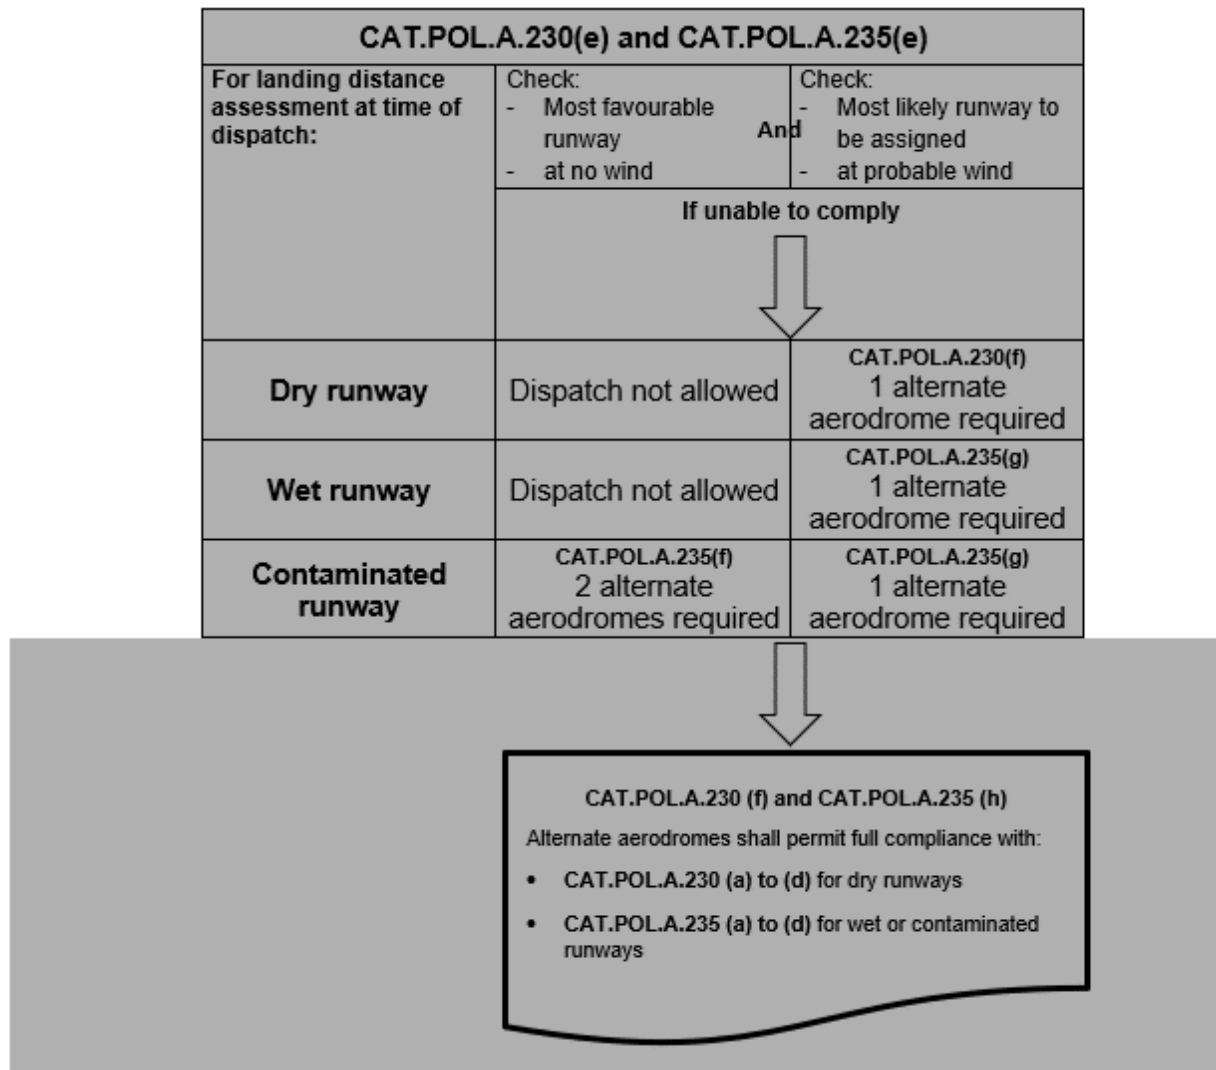 CAT.POL.A.230(e) and CAT.POL.A.235(e)
For landing distance
assessment at time of
dispatch:
Check:
- Most favourable
runway
- at no wind
And
Check:
- Most likely runway to
be assigned
- at probable wind
If unable to comply
Dry runway
Dispatch not allowed
CAT.POL.A.230(f)
1 alternate
aerodrome required
Wet runway
Dispatch not allowed
CAT.POL.A.235(g)
1 alternate
aerodrome required
Contaminated
runway
CAT.POL.A.235(f)
2 alternate
aerodromes required
CAT.POL.A.235(g)
1 alternate
aerodrome required
CAT.POL.A.230 (f) and CAT.POL.A.235 (h)
Alternate aerodromes shall permit full compliance with:
• CAT.POL.A.230 (a) to (d) for dry runways
• CAT.POL.A.235 (a) to (d) for wet or contaminated
runways